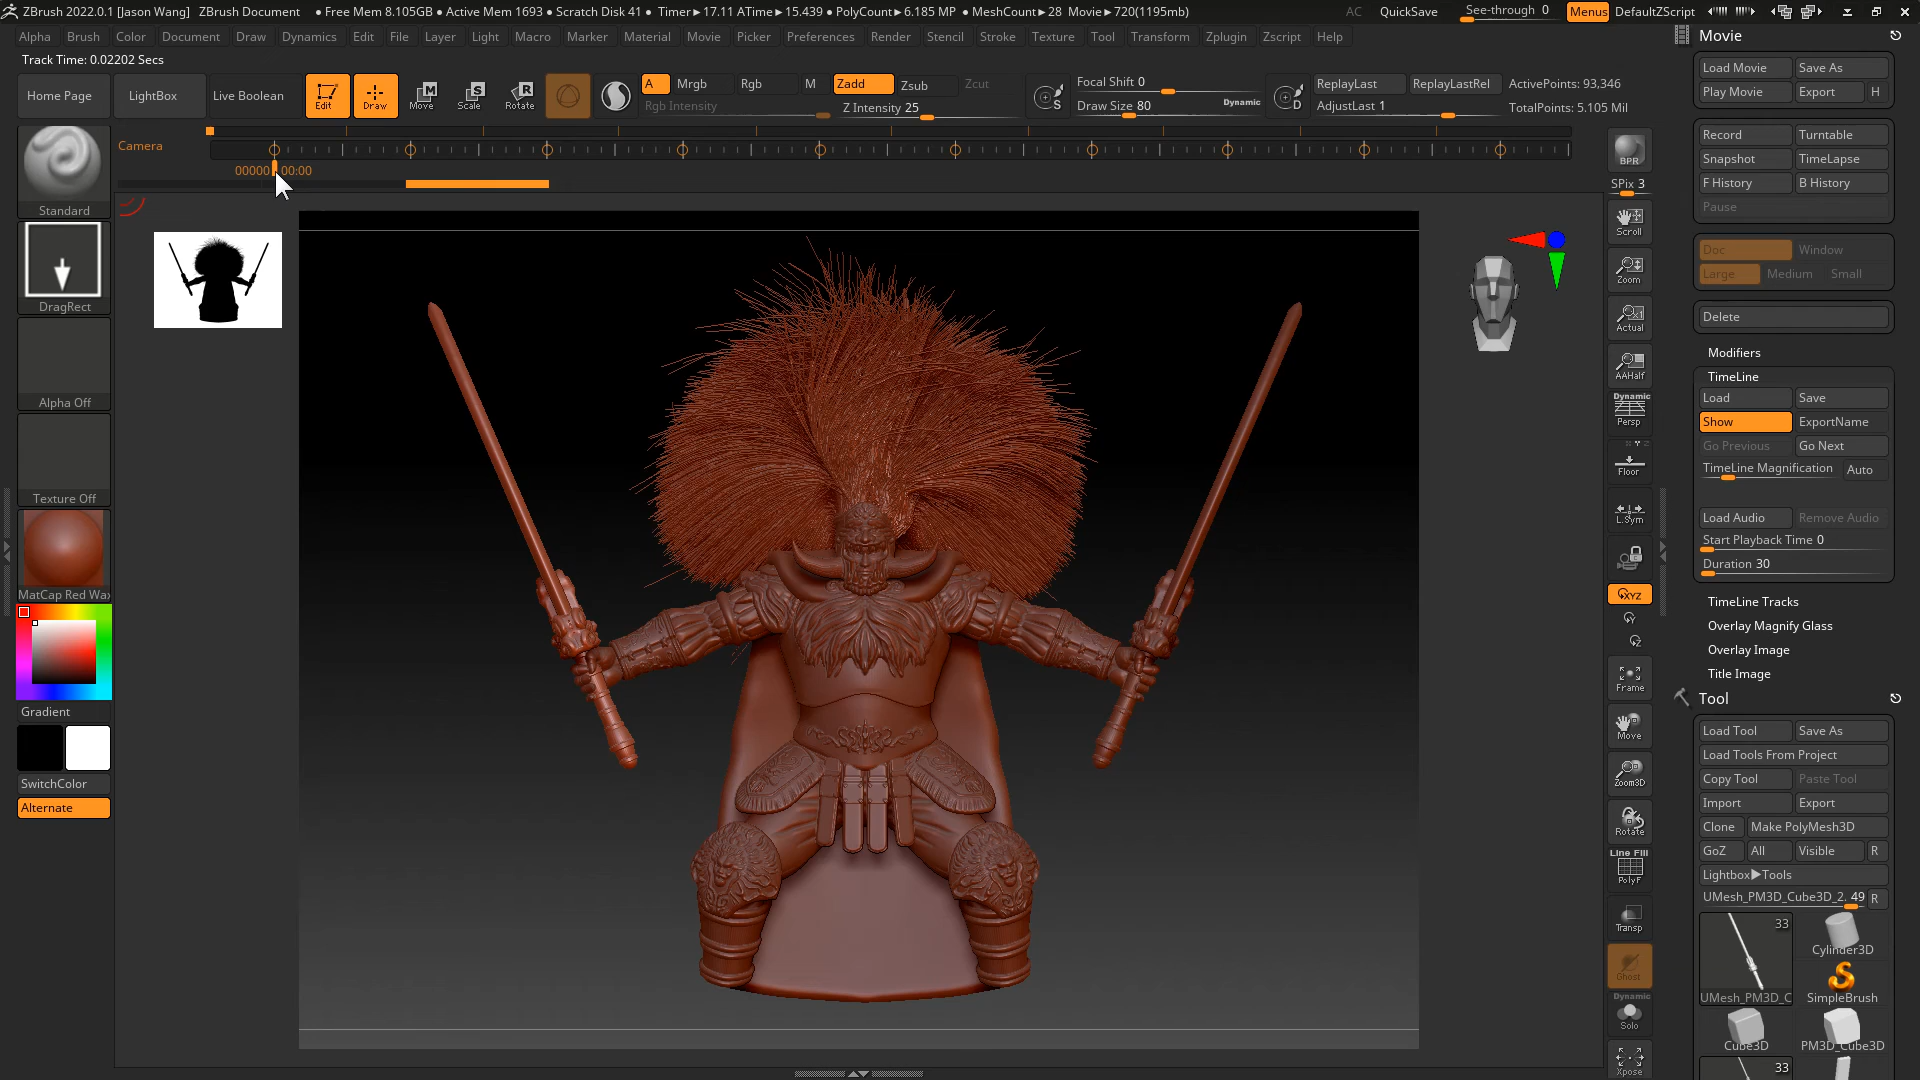 ZBrush 2022.0.1 [Jason Wang] ZBrush Document • Free Mem 8.105GB • Active Mem 1693 • Scratch Disk 41 • Timer►17.11 ATime►15.439 • PolyCount►6.185 MP • MeshCount►28 Movie►720(1195mb) AC QuickSave See-through 0 Menus DefaultZScript
Alpha Brush Color Document Draw Dynamics Edit File Layer Light Macro Marker Material Movie Picker Preferences Render Stencil Stroke Texture Tool Transform Zplugin Zscript Help
Track Time: 0.02202 Secs
Home Page LightBox Live Boolean Edit Draw Move Scale Rotate
A Mrgb Rgb M Zadd Zsub Zcut
Rgb Intensity Z Intensity 25
Focal Shift 0
Draw Size 80 Dynamic
S D
ReplayLast ReplayLastRel ActivePoints: 93,346
AdjustLast 1 TotalPoints: 5.105 Mil
Camera
Standard
DragRect
Alpha Off
Texture Off
MatCap Red Wax
Gradient
SwitchColor
Alternate
BPR
SPix 3
Scroll
Zoom
Actual
AAHalf
Dynamic
Persp
Floor
L.Sym
XYZ
Y
Z
Frame
Move
Zoom3D
Rotate
Line Fill
PolyF
Transp
Ghost
Dynamic
Solo
Xpose
Movie
Load Movie Save As
Play Movie Export H
Record Turntable
Snapshot TimeLapse
F History B History
Pause
Doc Window
Large Medium Small
Delete
Modifiers
TimeLine
Load Save
Show ExportName
Go Previous Go Next
TimeLine Magnification Auto
Load Audio Remove Audio
Start Playback Time 0
Duration 30
TimeLine Tracks
Overlay Magnify Glass
Overlay Image
Title Image
Tool
Load Tool Save As
Load Tools From Project
Copy Tool Paste Tool
Import Export
Clone Make PolyMesh3D
GoZ All Visible R
Lightbox►Tools
UMesh_PM3D_Cube3D_2. 49 R
33
Cylinder3D
UMesh_PM3D_C SimpleBrush
Cube3D PM3D_Cube3D
33